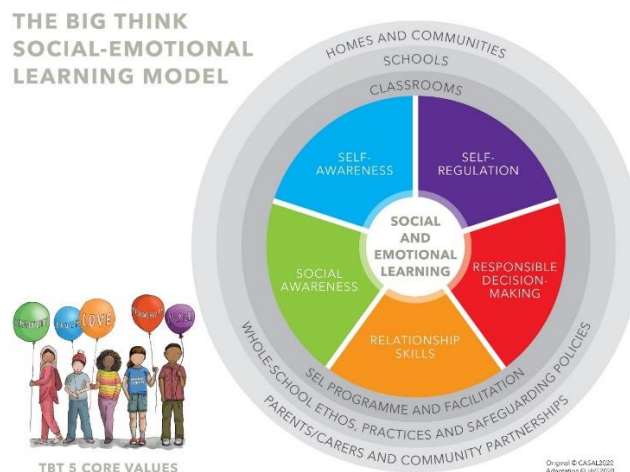 THE BIG THINK
SOCIAL-EMOTIONAL
LEARNING MODEL
HOMES AND COMMUNITIES
SCHOOLS
CLASSROOMS
SELF-
AWARENESS
SELF-
REGULATION
SOCIAL
AND
EMOTIONAL
LEARNING
SOCIAL
AWARENESS
RESPONSIBLE
DECISION-
MAKING
RELATIONSHIP
SKILLS
SEL PROGRAMME AND FACILITATION
WHOLE-SCHOOL ETHOS, PRACTICES AND SAFEGUARDING POLICIES
PARENTS/CARERS AND COMMUNITY PARTNERSHIPS
LOVE
TBT 5 CORE VALUES
Original © CASAL2020